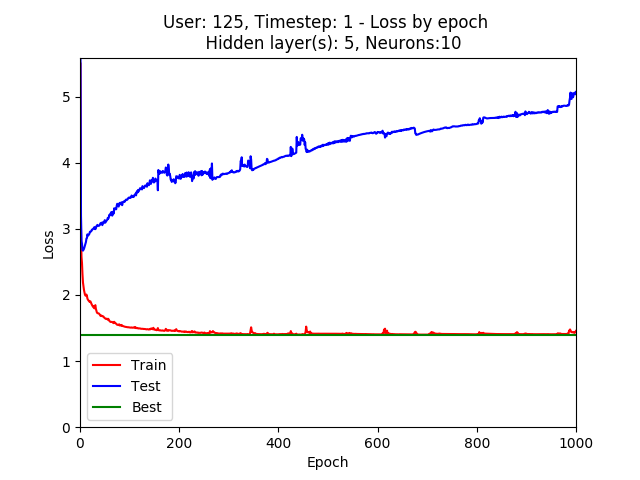 User: 125, Timestep: 1 - Loss by epoch
Hidden layer(s): 5, Neurons:10
5
4
3
2
1
0
Loss
Train
Test
Best
0 200 400 600 800 1000
Epoch